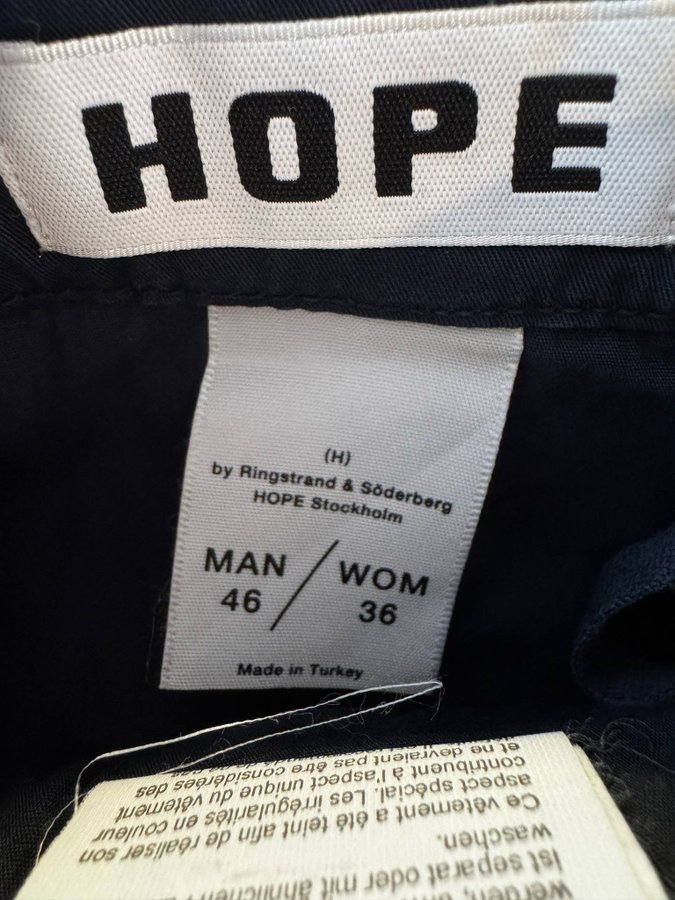 HOPE
(H)
by Ringstrand & Söderberg
HOPE Stockholm
MAN / WOM
46 36
Made in Turkey
ist separat oder mit ähnlichen
waschen.
Ce vêtement a été teint afin de réaliser son
aspect spécial. Les irrégularités en couleur
contribuent à l'aspect unique du vêtement
et ne devraient pas être considérées des